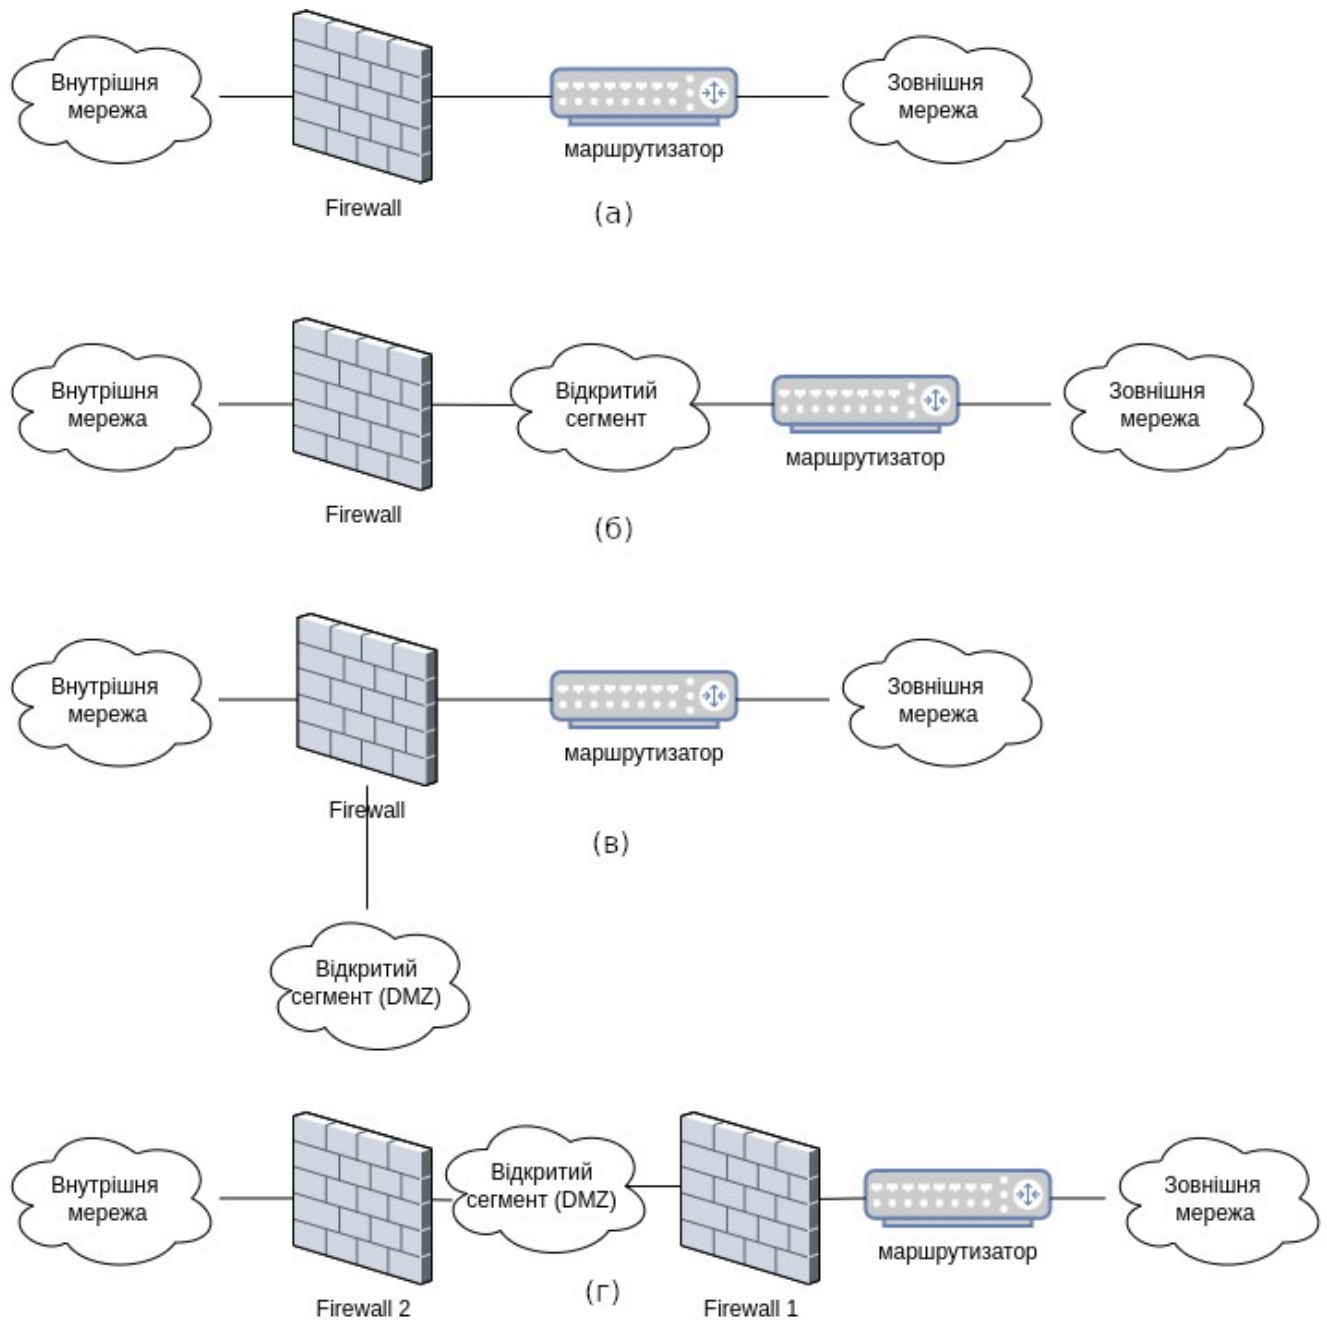 Внутрішня
мережа
Firewall
маршрутизатор
Зовнішня
мережа
(а)
Внутрішня
мережа
Firewall
Відкритий
сегмент
маршрутизатор
Зовнішня
мережа
(б)
Внутрішня
мережа
Firewall
маршрутизатор
Зовнішня
мережа
(в)
Відкритий
сегмент (DMZ)
Внутрішня
мережа
Firewall 2
Відкритий
сегмент (DMZ)
Firewall 1
маршрутизатор
Зовнішня
мережа
(г)